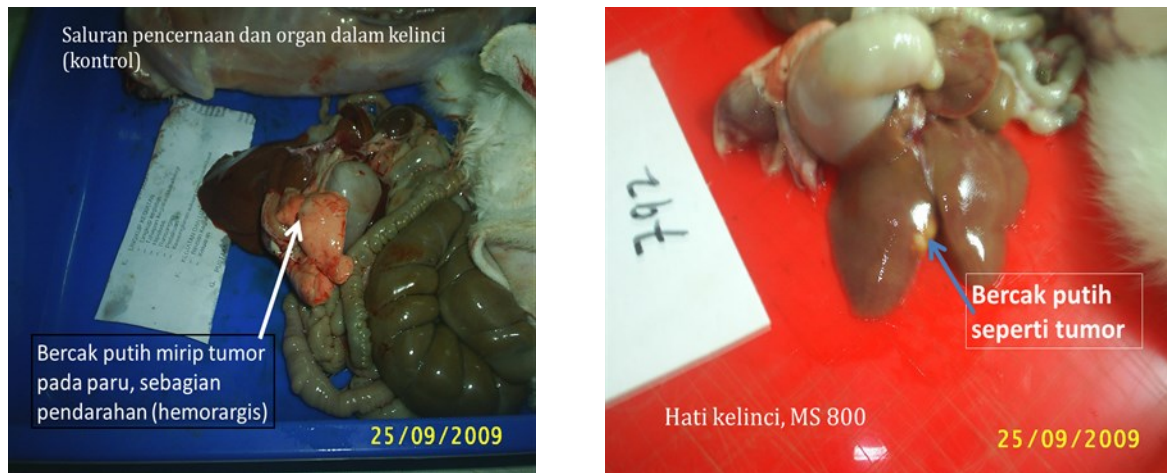 Saluran pencernaan dan organ dalam kelinci
(kontrol)
Bercak putih mirip tumor
pada paru, sebagian
pendarahan (hemorargis)
25/09/2009
Bercak putih
seperti tumor
Hati kelinci, MS 800
25/09/2009